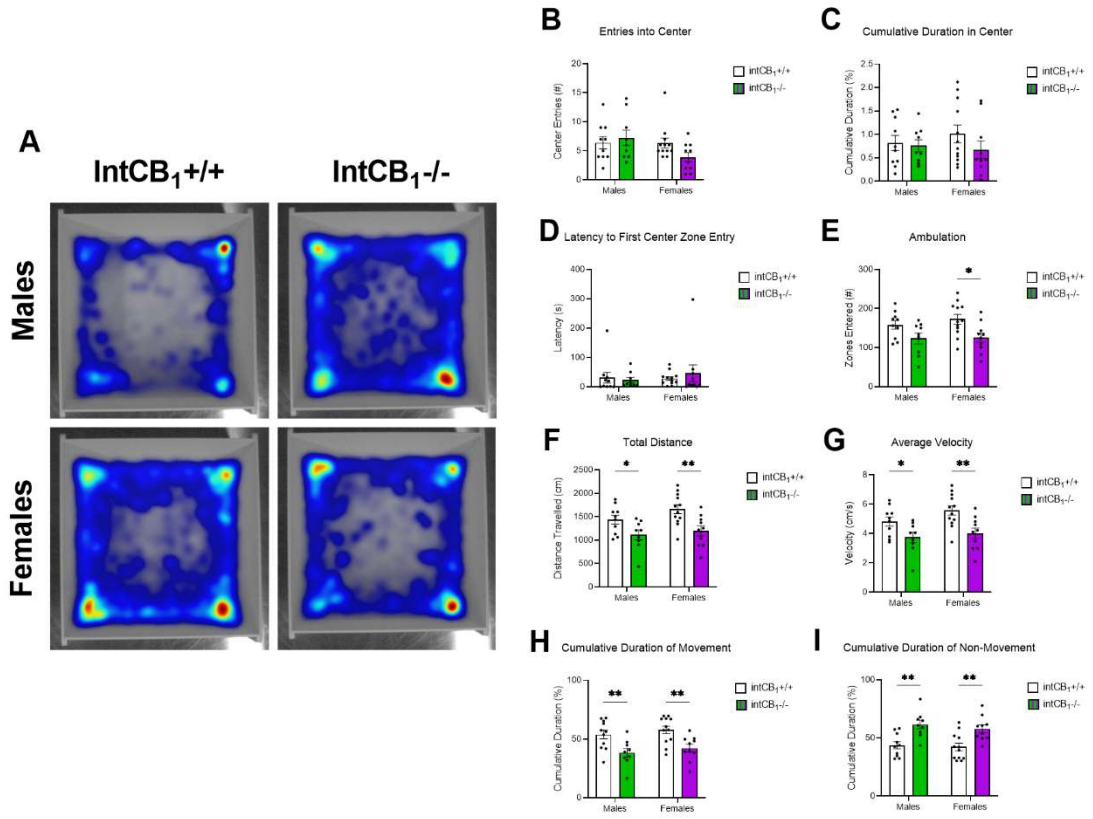 A
IntCB₁+/+
IntCB₁-/-
Males
Females
B
Entries into Center
Center Entries (#)
20
15
10
5
0
Males
Females
intCB₁+/+
intCB₁-/-
C
Cumulative Duration in Center
Cumulative Duration (%)
2.5
2.0
1.5
1.0
0.5
0.0
Males
Females
intCB₁+/+
intCB₁-/-
D
Latency to First Center Zone Entry
Latency (s)
400
300
200
100
0
Males
Females
intCB₁+/+
intCB₁-/-
E
Ambulation
Zones Entered (#)
300
200
100
0
*
Males
Females
intCB₁+/+
intCB₁-/-
F
Total Distance
Distance Travelled (cm)
2500
2000
1500
1000
500
0
*
**
Males
Females
intCB₁+/+
intCB₁-/-
G
Average Velocity
Velocity (cm/s)
8
6
4
2
0
*
**
Males
Females
intCB₁+/+
intCB₁-/-
H
Cumulative Duration of Movement
Cumulative Duration (%)
100
50
0
**
**
Males
Females
intCB₁+/+
intCB₁-/-
I
Cumulative Duration of Non-Movement
Cumulative Duration (%)
100
50
0
**
**
Males
Females
intCB₁+/+
intCB₁-/-